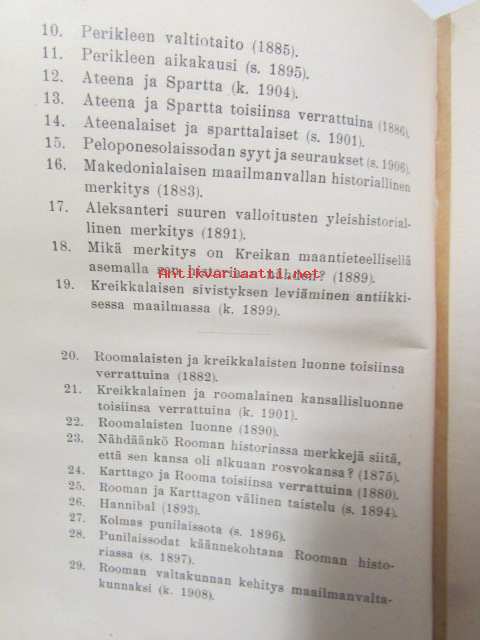 10. Perikleen valtiotaito (1885).
11. Perikleen aikakausi (s. 1895).
12. Ateena ja Spartta (k. 1904).
13. Ateena ja Spartta toisiinsa verrattuina (1886).
14. Ateenalaiset ja sparttalaiset (s. 1901).
15. Peloponesolaissodan syyt ja seuraukset (s. 1906).
16. Makedonialaisen maailmanvallan historiallinen
merkitys (1883).
17. Aleksanteri suuren valloitusten yleishistorial-
linen merkitys (1891).
18. Mikä merkitys on Kreikan maantieteellisellä
asemalla sen historiaan nähden? (1889).
antikvariaatti.net
19. Kreikkalaisen sivistyksen leviäminen antiikki-
sessa maailmassa (k. 1899).
20. Roomalaisten ja kreikkalaisten luonne toisiinsa
verrattuina (1882).
21. Kreikkalainen ja roomalainen kansallisluonne
toisiinsa verrattuina (k. 1901).
22. Roomalaisten luonne (1890).
23. Nähdäänkö Rooman historiassa merkkejä siitä,
että sen kansa oli alkuaan rosvokansa? (1875).
24. Karttago ja Rooma toisiinsa verrattuina (1880).
25. Rooman ja Karttagon välinen taistelu (s. 1894).
26. Hannibal (1893).
27. Kolmas punilaissota (s. 1896).
28. Punilaissodat käännekohtana Rooman histo-
riassa (s. 1897).
29. Rooman valtakunnan kehitys maailmanvalta-
kunnaksi (k. 1908).